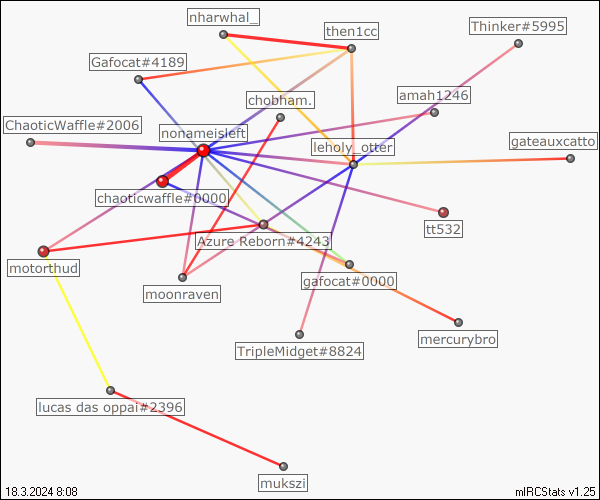 nharwhal_
then1cc
Thinker#5995
Gafocat#4189
chobham.
amah1246
ChaoticWaffle#2006
nonameisleft
leholy_otter
gateauxcatto
chaoticwaffle#0000
tt532
Azure Reborn#4243
motorthud
gafocat#0000
moonraven
mercurybro
TripleMidget#8824
lucas das oppai#2396
mukszi
18.3.2024 8:08
mIRCStats v1.25